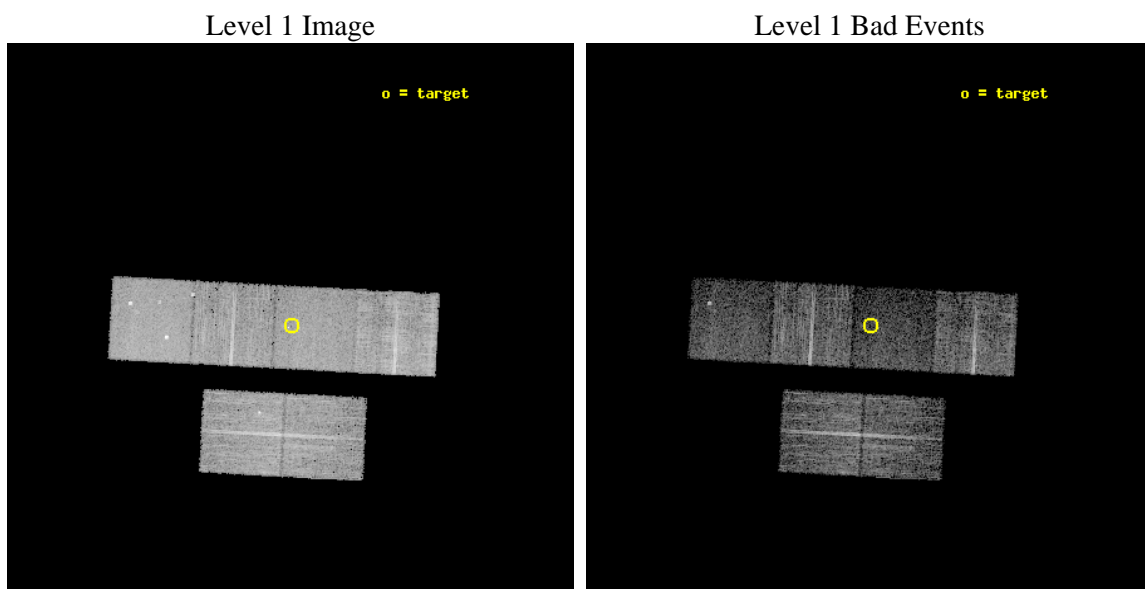 Level 1 Image
Level 1 Bad Events
o = target
o = target